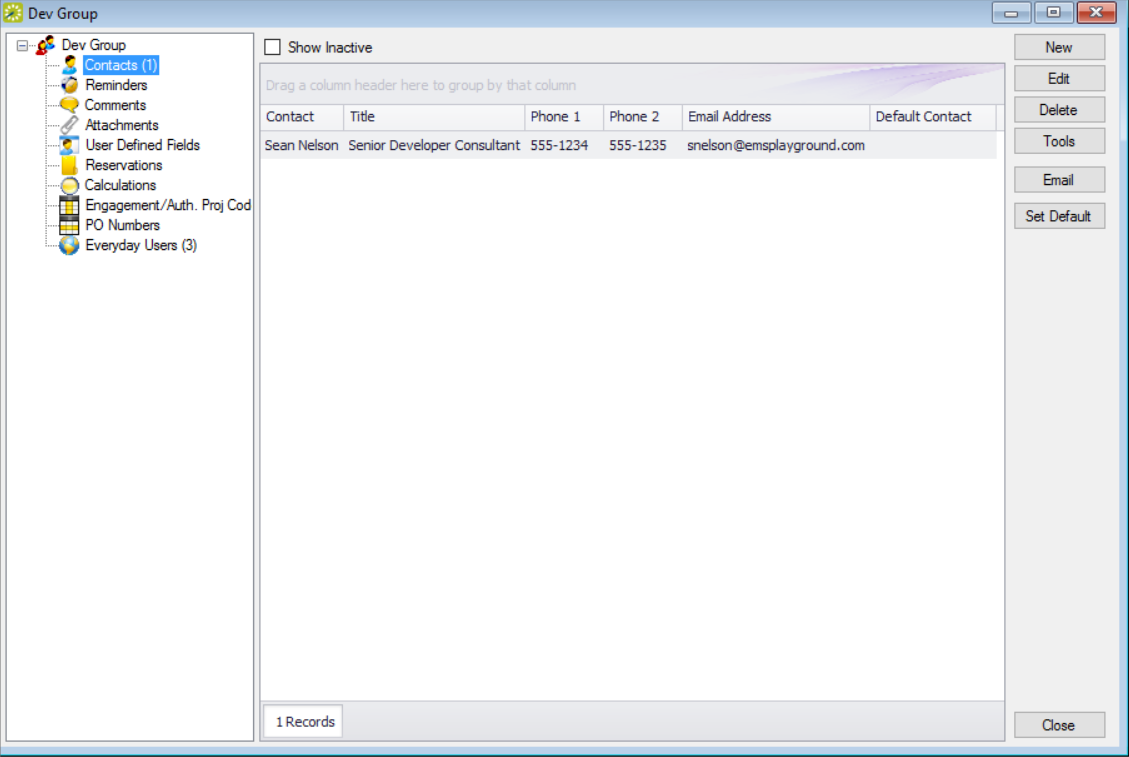 Dev Group
Dev Group
Contacts (1)
Reminders
Comments
Attachments
User Defined Fields
Reservations
Calculations
Engagement/Auth. Proj Cod
PO Numbers
Everyday Users (3)
Show Inactive
Drag a column header here to group by that column
Contact Title Phone 1 Phone 2 Email Address Default Contact
Sean Nelson Senior Developer Consultant 555-1234 555-1235 snelson@emsplayground.com
1 Records
New
Edit
Delete
Tools
Email
Set Default
Close